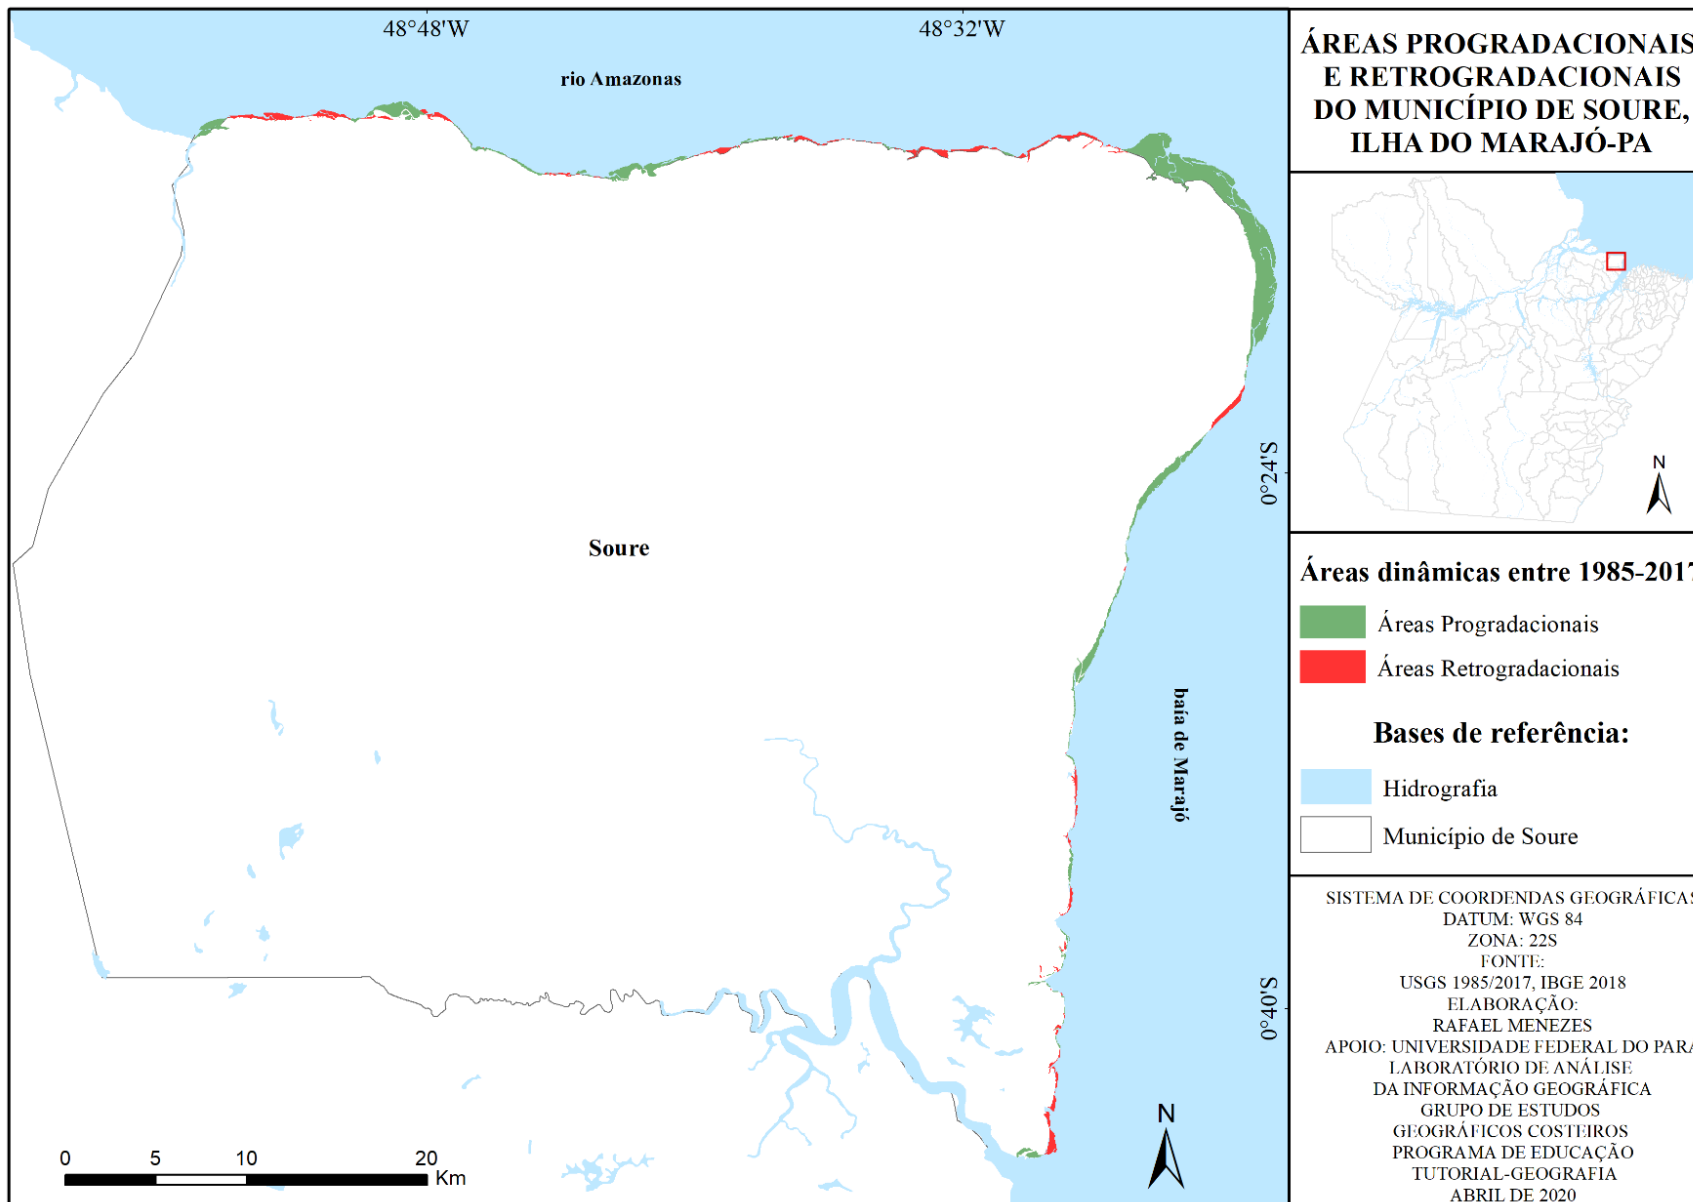 48°48'W
48°32'W
rio Amazonas
Soure
baía de Marajó
0°24'S
0°40'S
N
0 5 10 20
Km
ÁREAS PROGRADACIONAIS
E RETROGRADACIONAIS
DO MUNICÍPIO DE SOURE,
ILHA DO MARAJÓ-PA
N
Áreas dinâmicas entre 1985-2017
Áreas Progradacionais
Áreas Retrogradacionais
Bases de referência:
Hidrografia
Município de Soure
SISTEMA DE COORDENDAS GEOGRÁFICAS
DATUM: WGS 84
ZONA: 22S
FONTE:
USGS 1985/2017, IBGE 2018
ELABORAÇÃO:
RAFAEL MENEZES
APOIO: UNIVERSIDADE FEDERAL DO PARÁ
LABORATÓRIO DE ANÁLISE
DA INFORMAÇÃO GEOGRÁFICA
GRUPO DE ESTUDOS
GEOGRÁFICOS COSTEIROS
PROGRAMA DE EDUCAÇÃO
TUTORIAL-GEOGRAFIA
ABRIL DE 2020